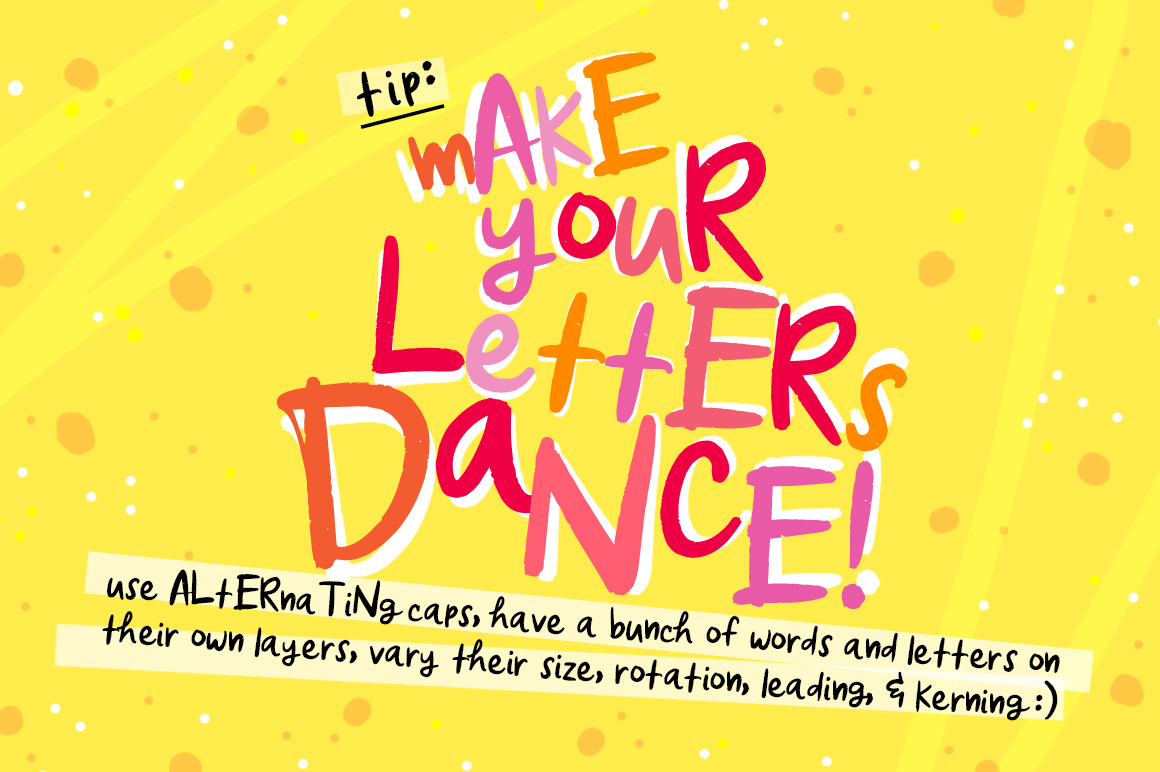 tip:
mAkE
youR
LettERs
DaNCE!
use ALtERnaTiNg caps, have a bunch of words and letters on
their own layers, vary their size, rotation, leading, & kerning :)